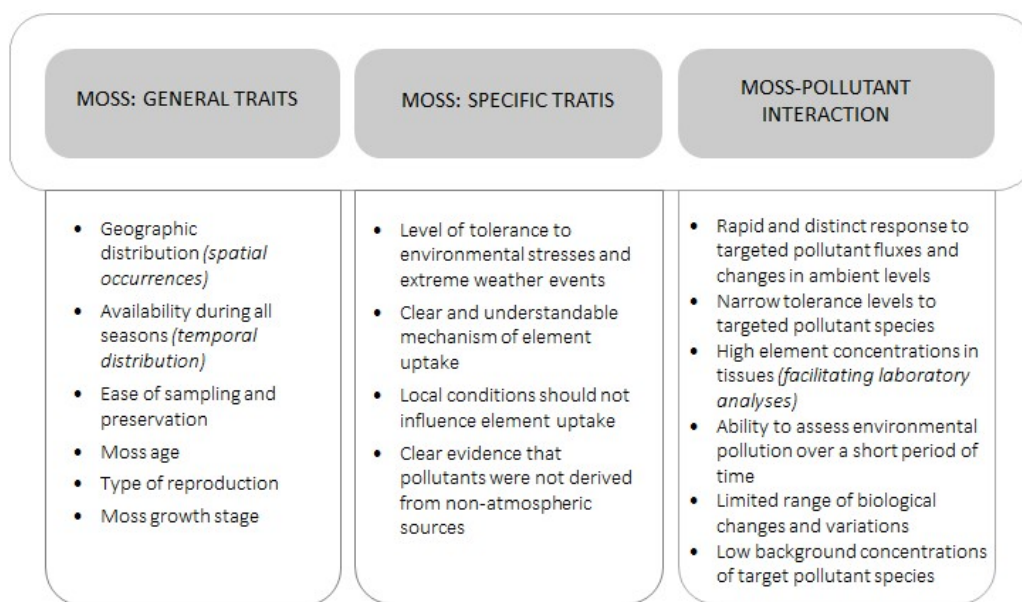 MOSS: GENERAL TRAITS
MOSS: SPECIFIC TRATIS
MOSS-POLLUTANT
INTERACTION
• Geographic
distribution (spatial
occurrences)
• Availability during all
seasons (temporal
distribution)
• Ease of sampling and
preservation
• Moss age
• Type of reproduction
• Moss growth stage
• Level of tolerance to
environmental stresses and
extreme weather events
• Clear and understandable
mechanism of element
uptake
• Local conditions should not
influence element uptake
• Clear evidence that
pollutants were not derived
from non-atmospheric
sources
• Rapid and distinct response to
targeted pollutant fluxes and
changes in ambient levels
• Narrow tolerance levels to
targeted pollutant species
• High element concentrations in
tissues (facilitating laboratory
analyses)
• Ability to assess environmental
pollution over a short period of
time
• Limited range of biological
changes and variations
• Low background concentrations
of target pollutant species